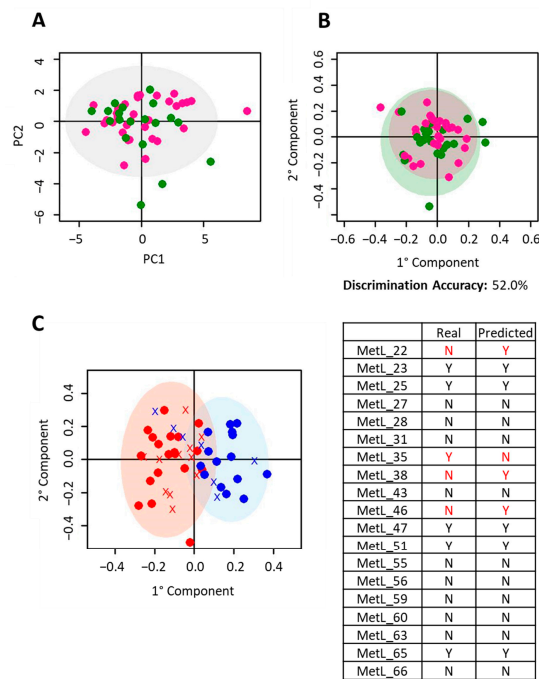 A
B
4
2
0
−2
−4
−6
PC2
−5
0
5
PC1
0.6
0.4
0.2
0.0
−0.2
−0.4
−0.6
2° Component
−0.6
−0.4
−0.2
0.0
0.2
0.4
0.6
1° Component
Discrimination Accuracy: 52.0%
C
0.4
0.2
0.0
−0.2
−0.4
2° Component
−0.4
−0.2
0.0
0.2
0.4
1° Component
Real Predicted
MetL_22 N Y
MetL_23 Y Y
MetL_25 Y Y
MetL_27 N N
MetL_28 N N
MetL_31 N N
MetL_35 Y N
MetL_38 N Y
MetL_43 N N
MetL_46 N Y
MetL_47 Y Y
MetL_51 Y Y
MetL_55 N N
MetL_56 N N
MetL_59 N N
MetL_60 N N
MetL_63 N N
MetL_65 Y Y
MetL_66 N N